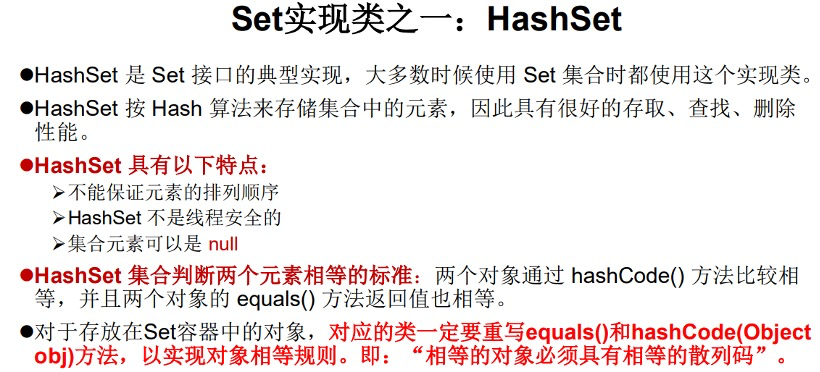 Set实现类之一：HashSet
●HashSet 是 Set 接口的典型实现，大多数时候使用 Set 集合时都使用这个实现类。
●HashSet 按 Hash 算法来存储集合中的元素，因此具有很好的存取、查找、删除
性能。
●HashSet 具有以下特点：
➢不能保证元素的排列顺序
➢HashSet 不是线程安全的
➢集合元素可以是 null
●HashSet 集合判断两个元素相等的标准：两个对象通过 hashCode() 方法比较相
等，并且两个对象的 equals() 方法返回值也相等。
●对于存放在Set容器中的对象，对应的类一定要重写equals()和hashCode(Object
obj)方法，以实现对象相等规则。即：“相等的对象必须具有相等的散列码”。